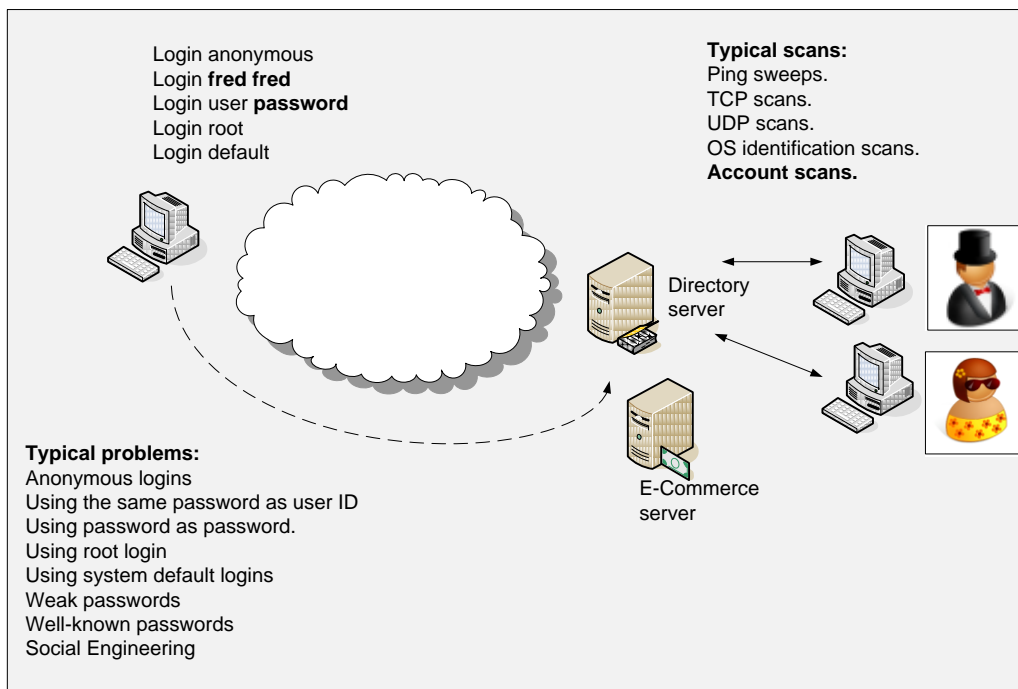 Login anonymous
Login fred fred
Login user password
Login root
Login default
Typical scans:
Ping sweeps.
TCP scans.
UDP scans.
OS identification scans.
Account scans.
Directory
server
E-Commerce
server
Typical problems:
Anonymous logins
Using the same password as user ID
Using password as password.
Using root login
Using system default logins
Weak passwords
Well-known passwords
Social Engineering